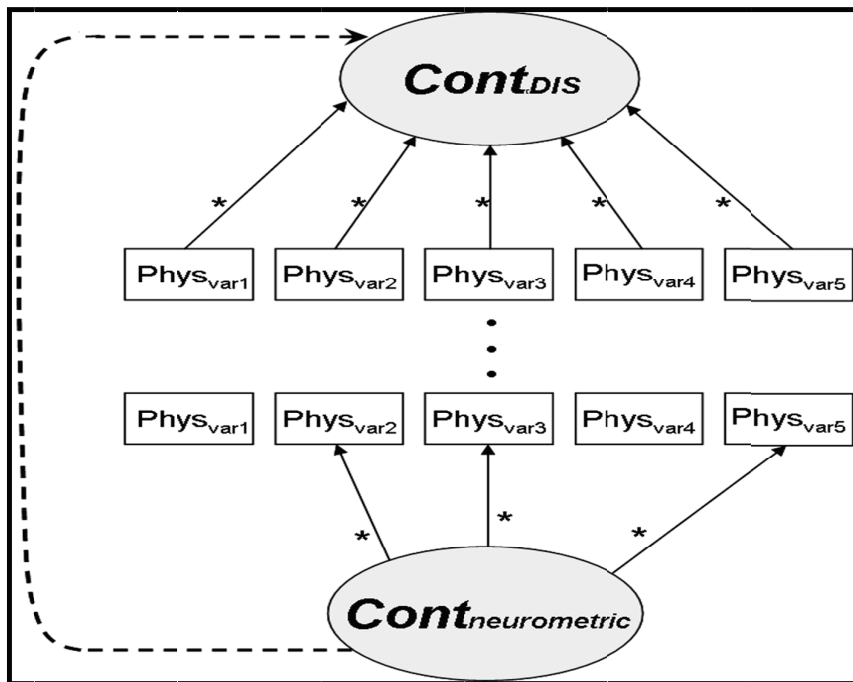 Cont DIS
* * * * *
Phys var1 Phys var2 Phys var3 Phys var4 Phys var5
Phys var1 Phys var2 Phys var3 Phys var4 Phys var5
* * *
Cont neurometric